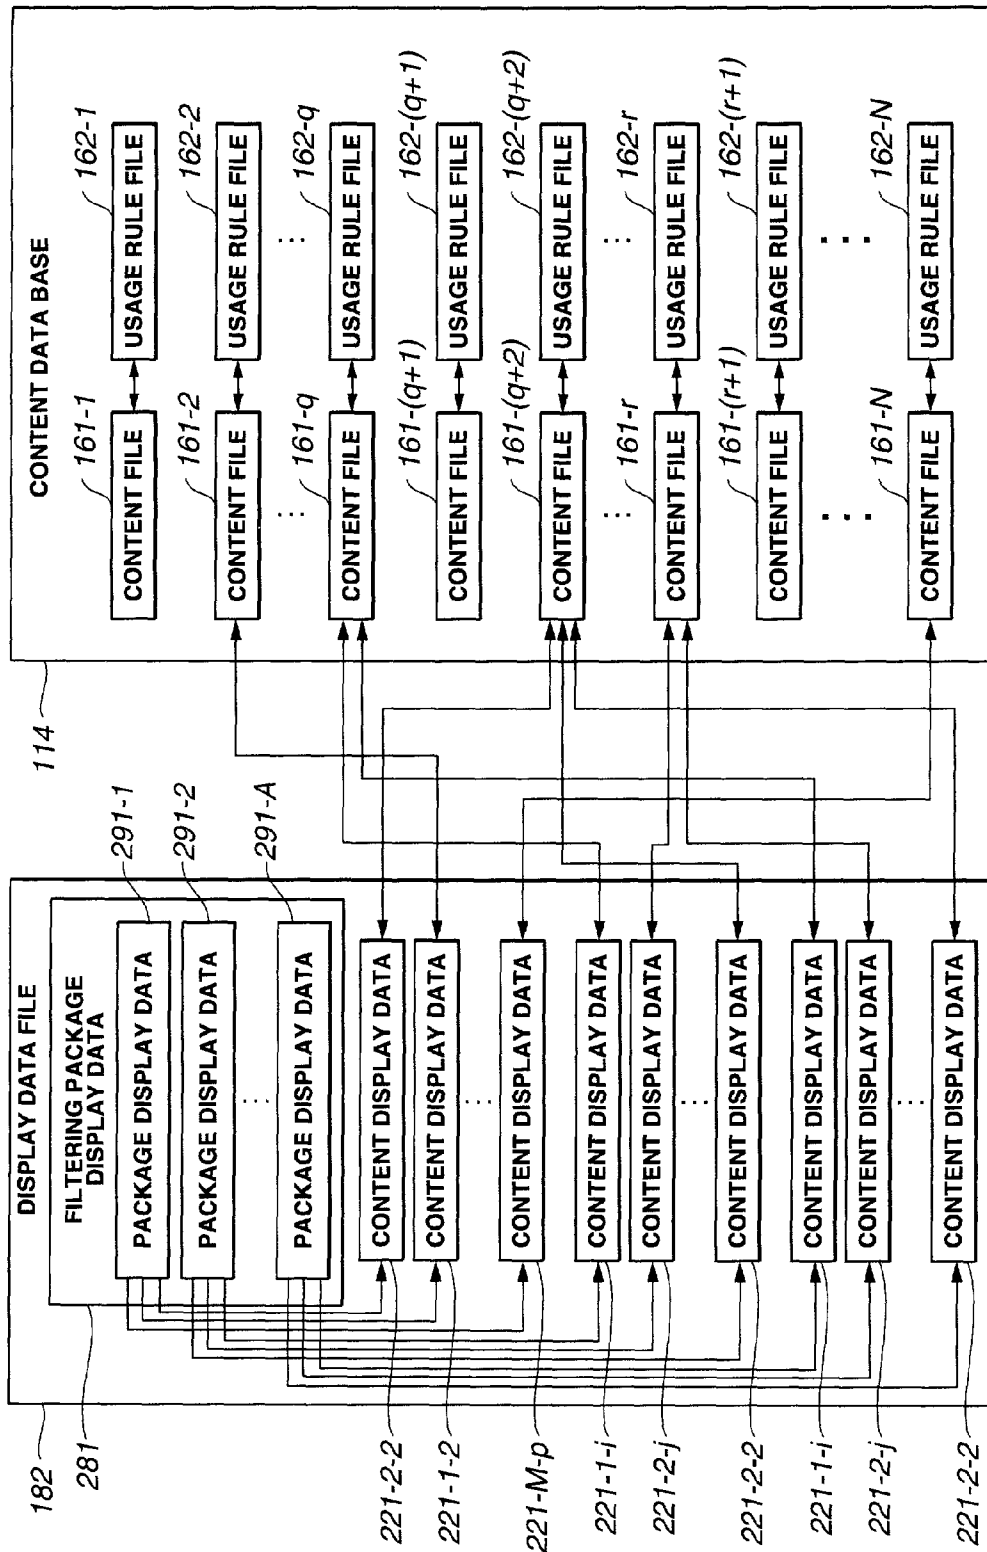 DISPLAY DATA FILE
FILTERING PACKAGE
DISPLAY DATA
PACKAGE DISPLAY DATA
291-1
PACKAGE DISPLAY DATA
291-2
...
PACKAGE DISPLAY DATA
291-A
182
281
221-2-2
CONTENT DISPLAY DATA
221-1-2
CONTENT DISPLAY DATA
...
221-M-p
CONTENT DISPLAY DATA
221-1-i
CONTENT DISPLAY DATA
221-2-j
CONTENT DISPLAY DATA
...
221-2-2
CONTENT DISPLAY DATA
221-1-i
CONTENT DISPLAY DATA
221-2-j
CONTENT DISPLAY DATA
...
221-2-2
CONTENT DISPLAY DATA
114
CONTENT DATA BASE
161-1
CONTENT FILE
162-1
USAGE RULE FILE
161-2
CONTENT FILE
162-2
USAGE RULE FILE
... ...
161-q
CONTENT FILE
162-q
USAGE RULE FILE
161-(q+1)
CONTENT FILE
162-(q+1)
USAGE RULE FILE
161-(q+2)
CONTENT FILE
162-(q+2)
USAGE RULE FILE
... ...
161-r
CONTENT FILE
162-r
USAGE RULE FILE
161-(r+1)
CONTENT FILE
162-(r+1)
USAGE RULE FILE
... ...
161-N
CONTENT FILE
162-N
USAGE RULE FILE